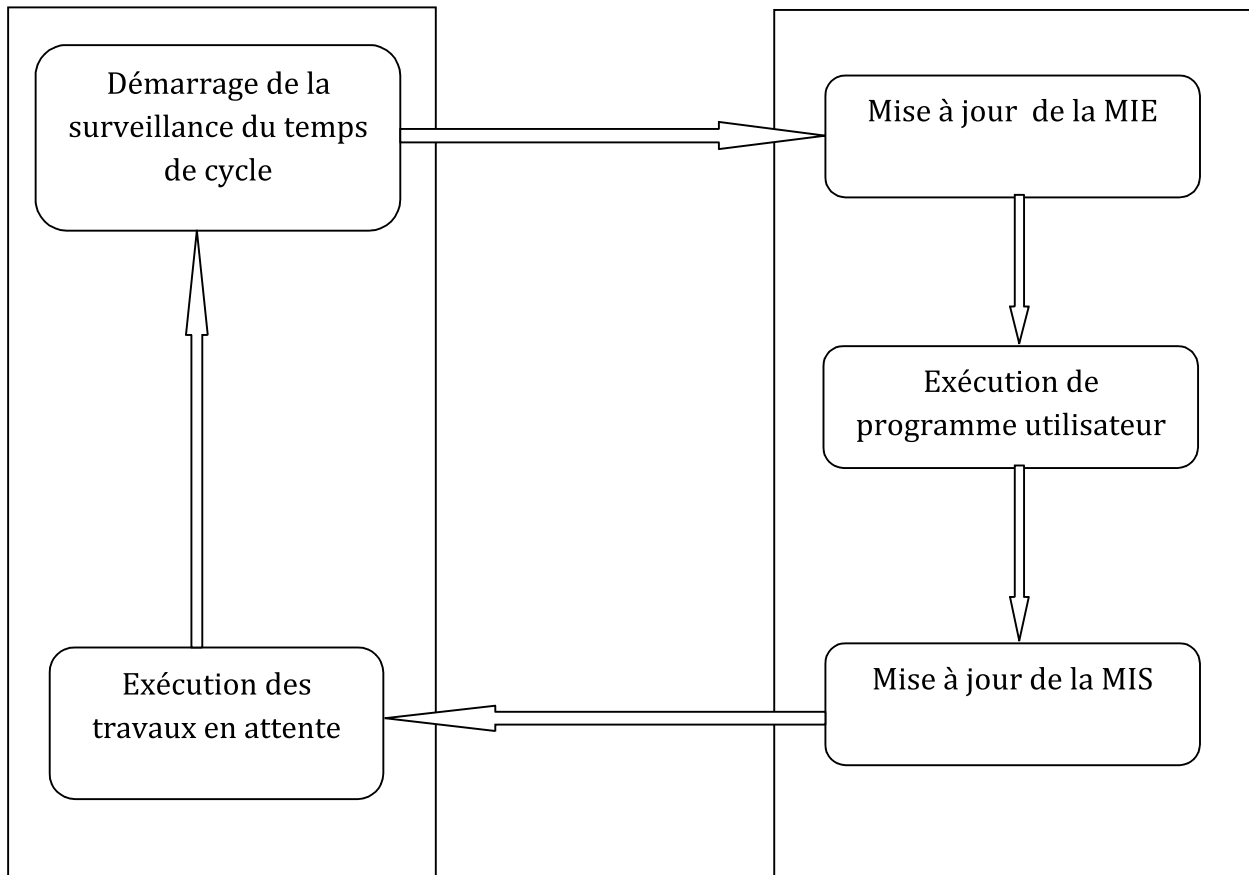 Démarrage de la
surveillance du temps
de cycle
Mise à jour de la MIE
Exécution de
programme utilisateur
Mise à jour de la MIS
Exécution des
travaux en attente